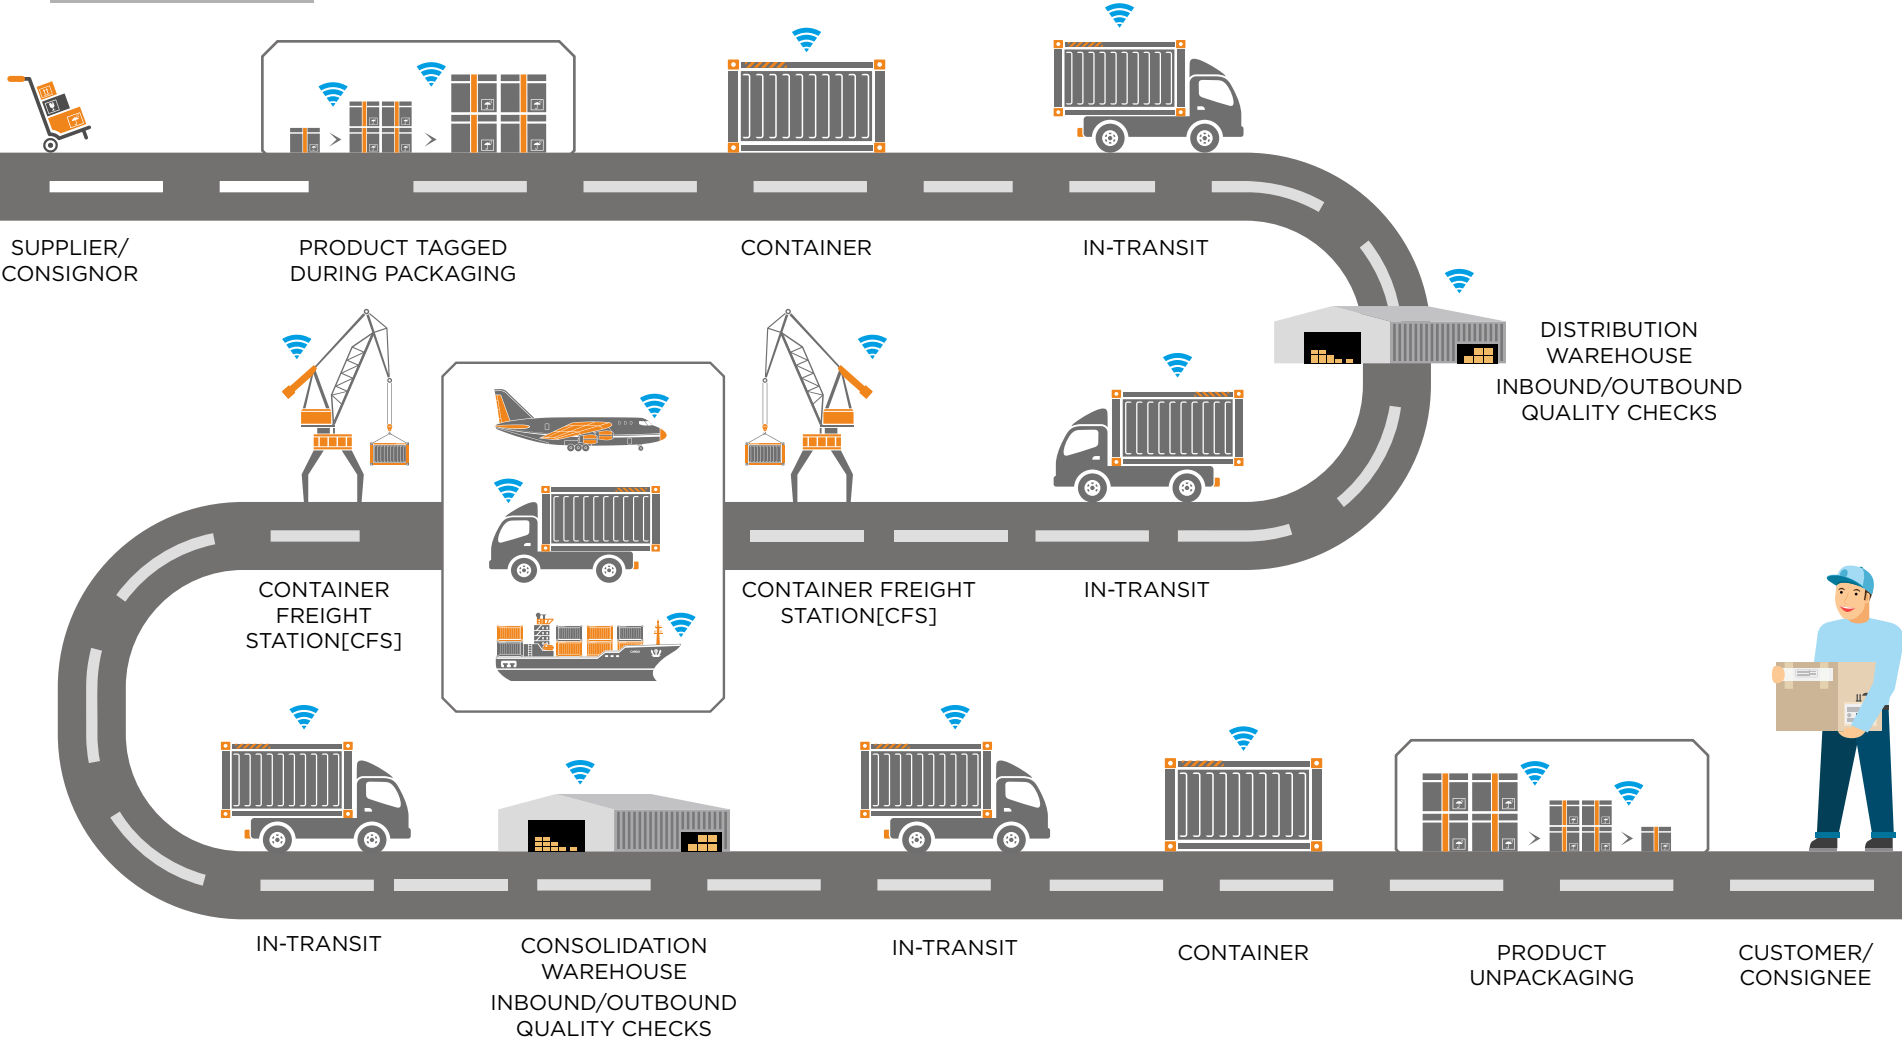 SUPPLIER/
CONSIGNOR
PRODUCT TAGGED
DURING PACKAGING
CONTAINER
IN-TRANSIT
DISTRIBUTION
WAREHOUSE
INBOUND/OUTBOUND
QUALITY CHECKS
IN-TRANSIT
CONTAINER FREIGHT
STATION[CFS]
CONTAINER
FREIGHT
STATION[CFS]
IN-TRANSIT
CONSOLIDATION
WAREHOUSE
INBOUND/OUTBOUND
QUALITY CHECKS
IN-TRANSIT
CONTAINER
PRODUCT
UNPACKAGING
CUSTOMER/
CONSIGNEE